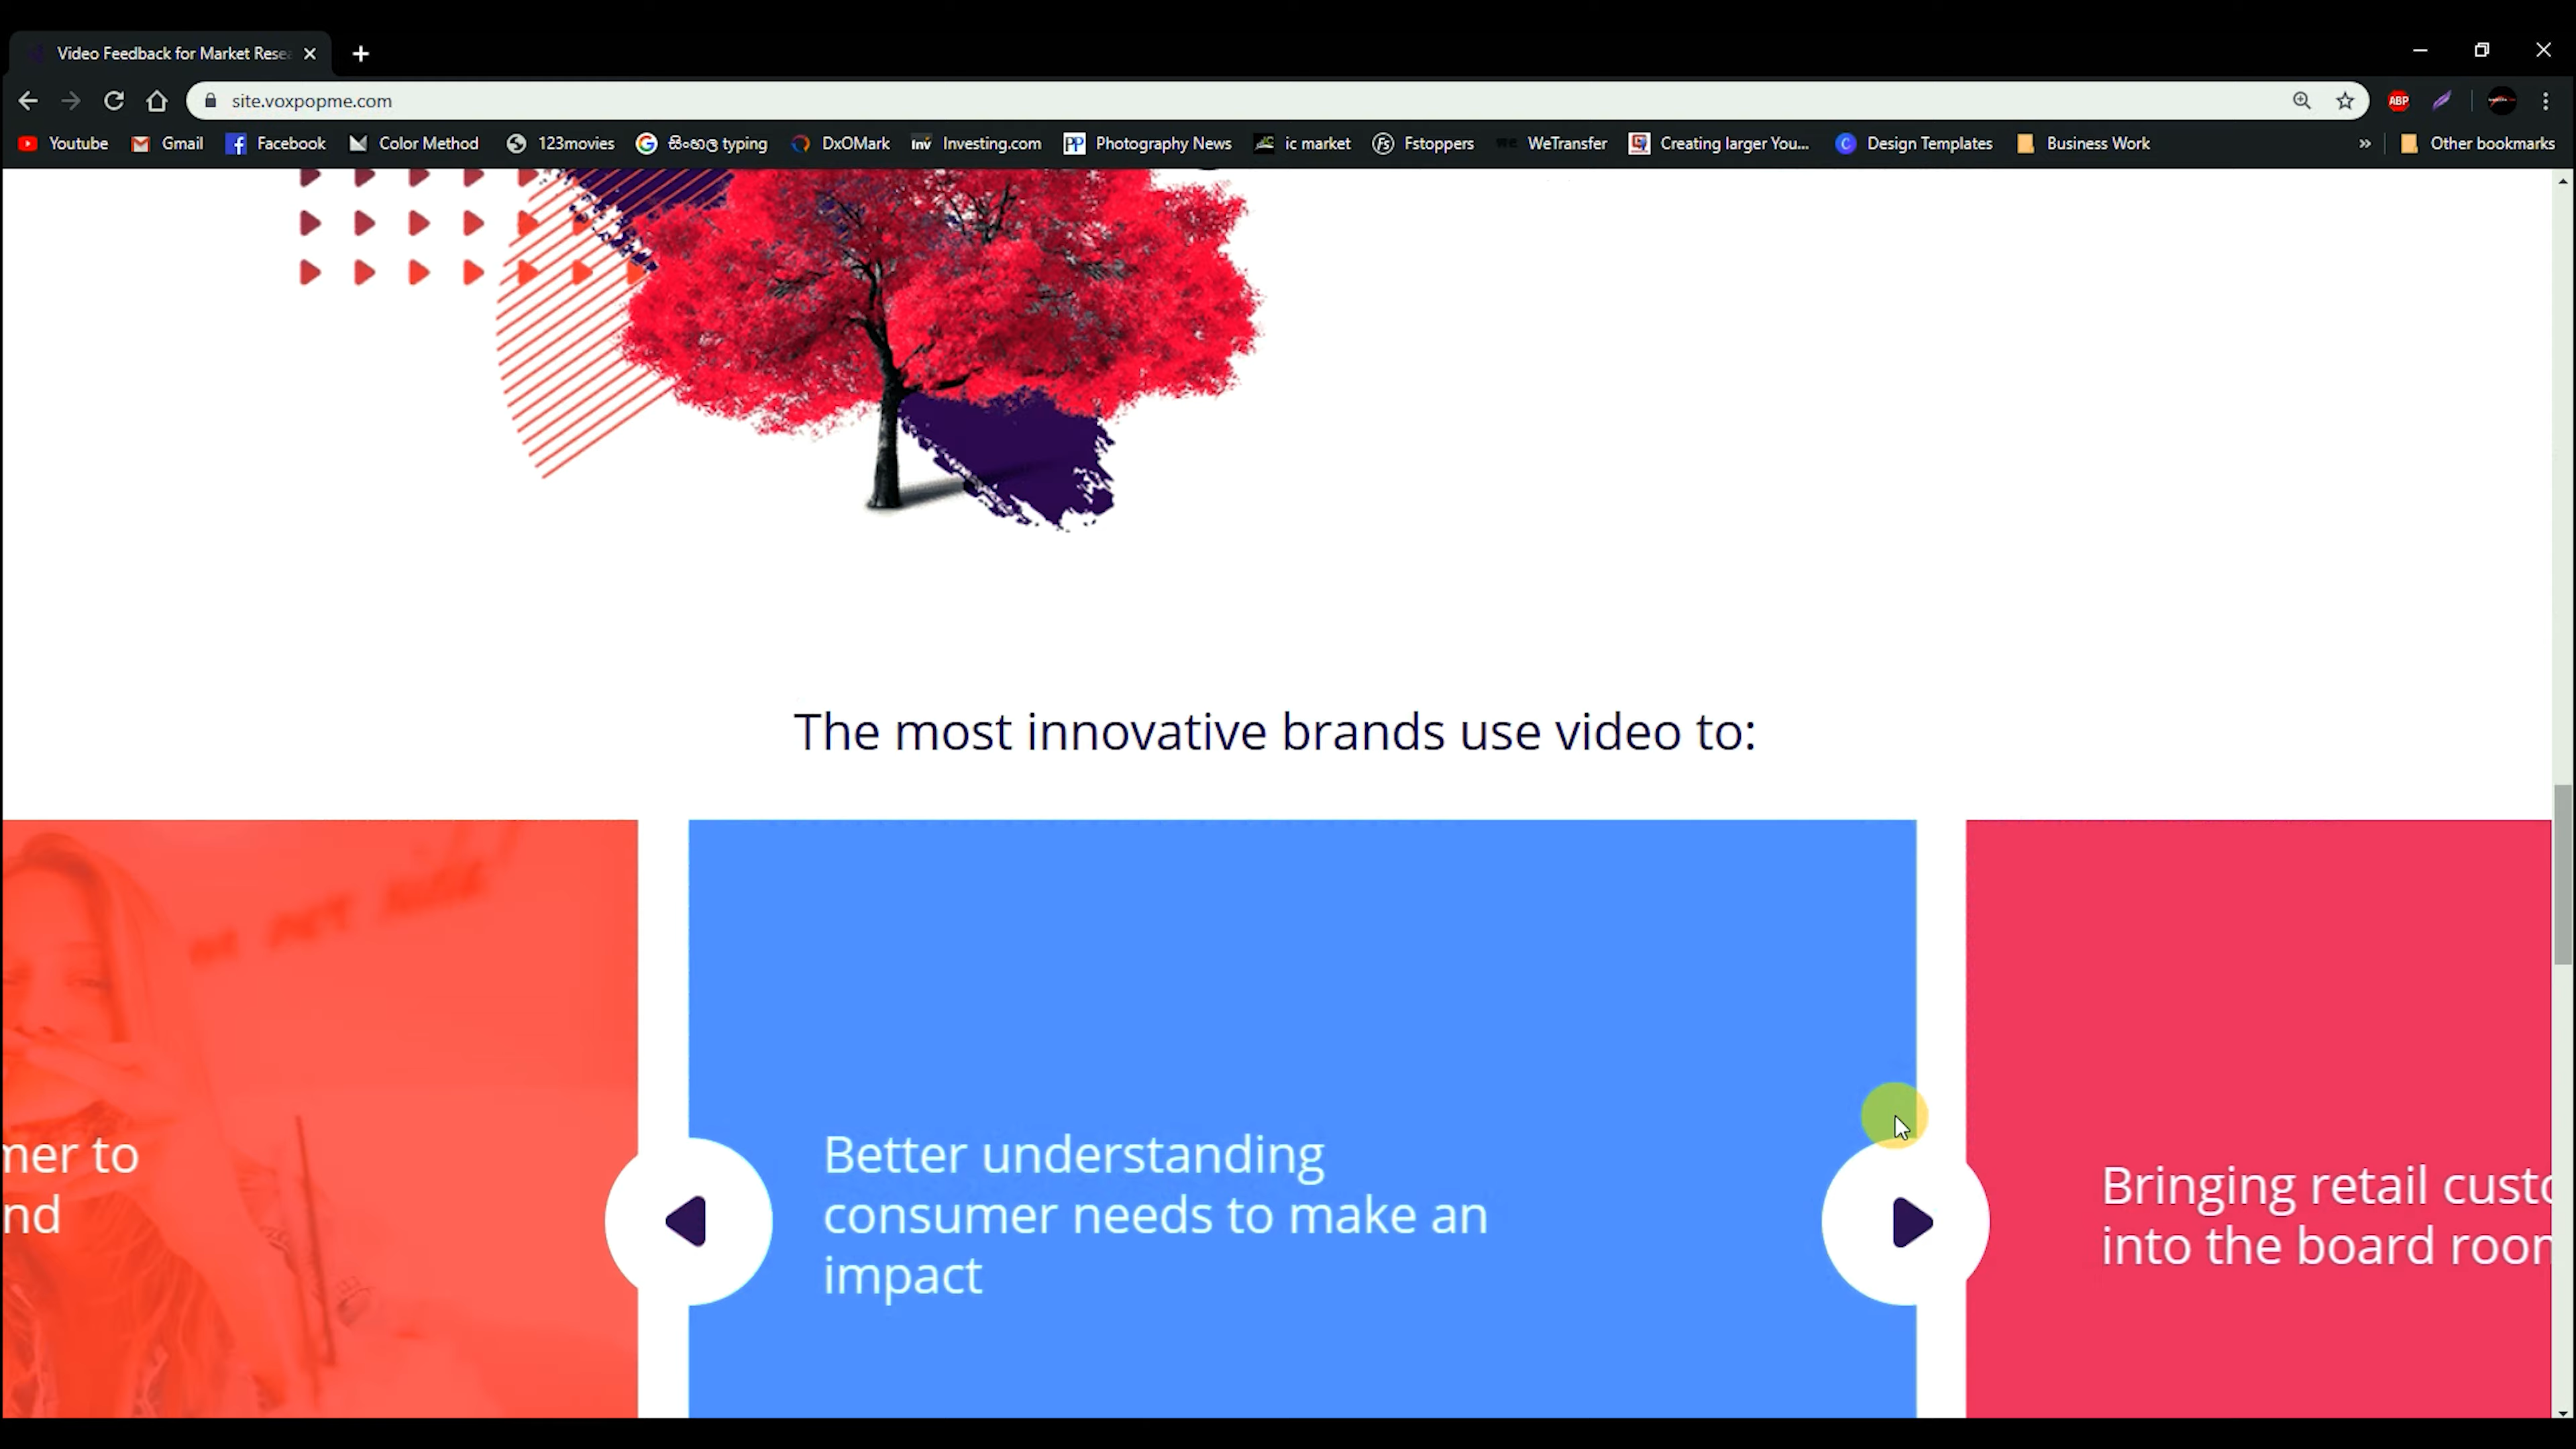 Video Feedback for Market Rese
site.voxpopme.com
ABP
Youtube Gmail Facebook Color Method 123movies සිංහල typing DxOMark Investing.com Photography News ic market Fstoppers WeTransfer Creating larger You... Design Templates Business Work » Other bookmarks
The most innovative brands use video to:
mer to
nd
Better understanding
consumer needs to make an
impact
Bringing retail custo
into the board room